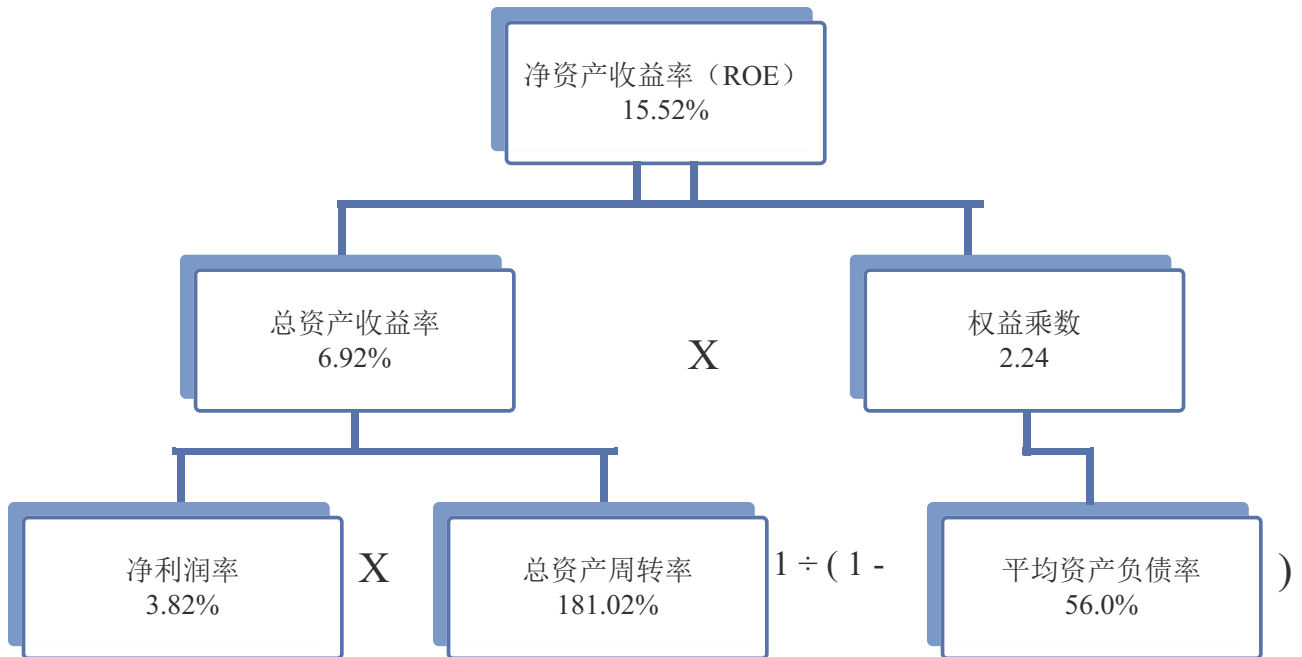 净资产收益率（ROE）
15.52%
总资产收益率
6.92%
X
权益乘数
2.24
净利润率
3.82%
X
总资产周转率
181.02%
1 ÷ ( 1 -
平均资产负债率
56.0%
)